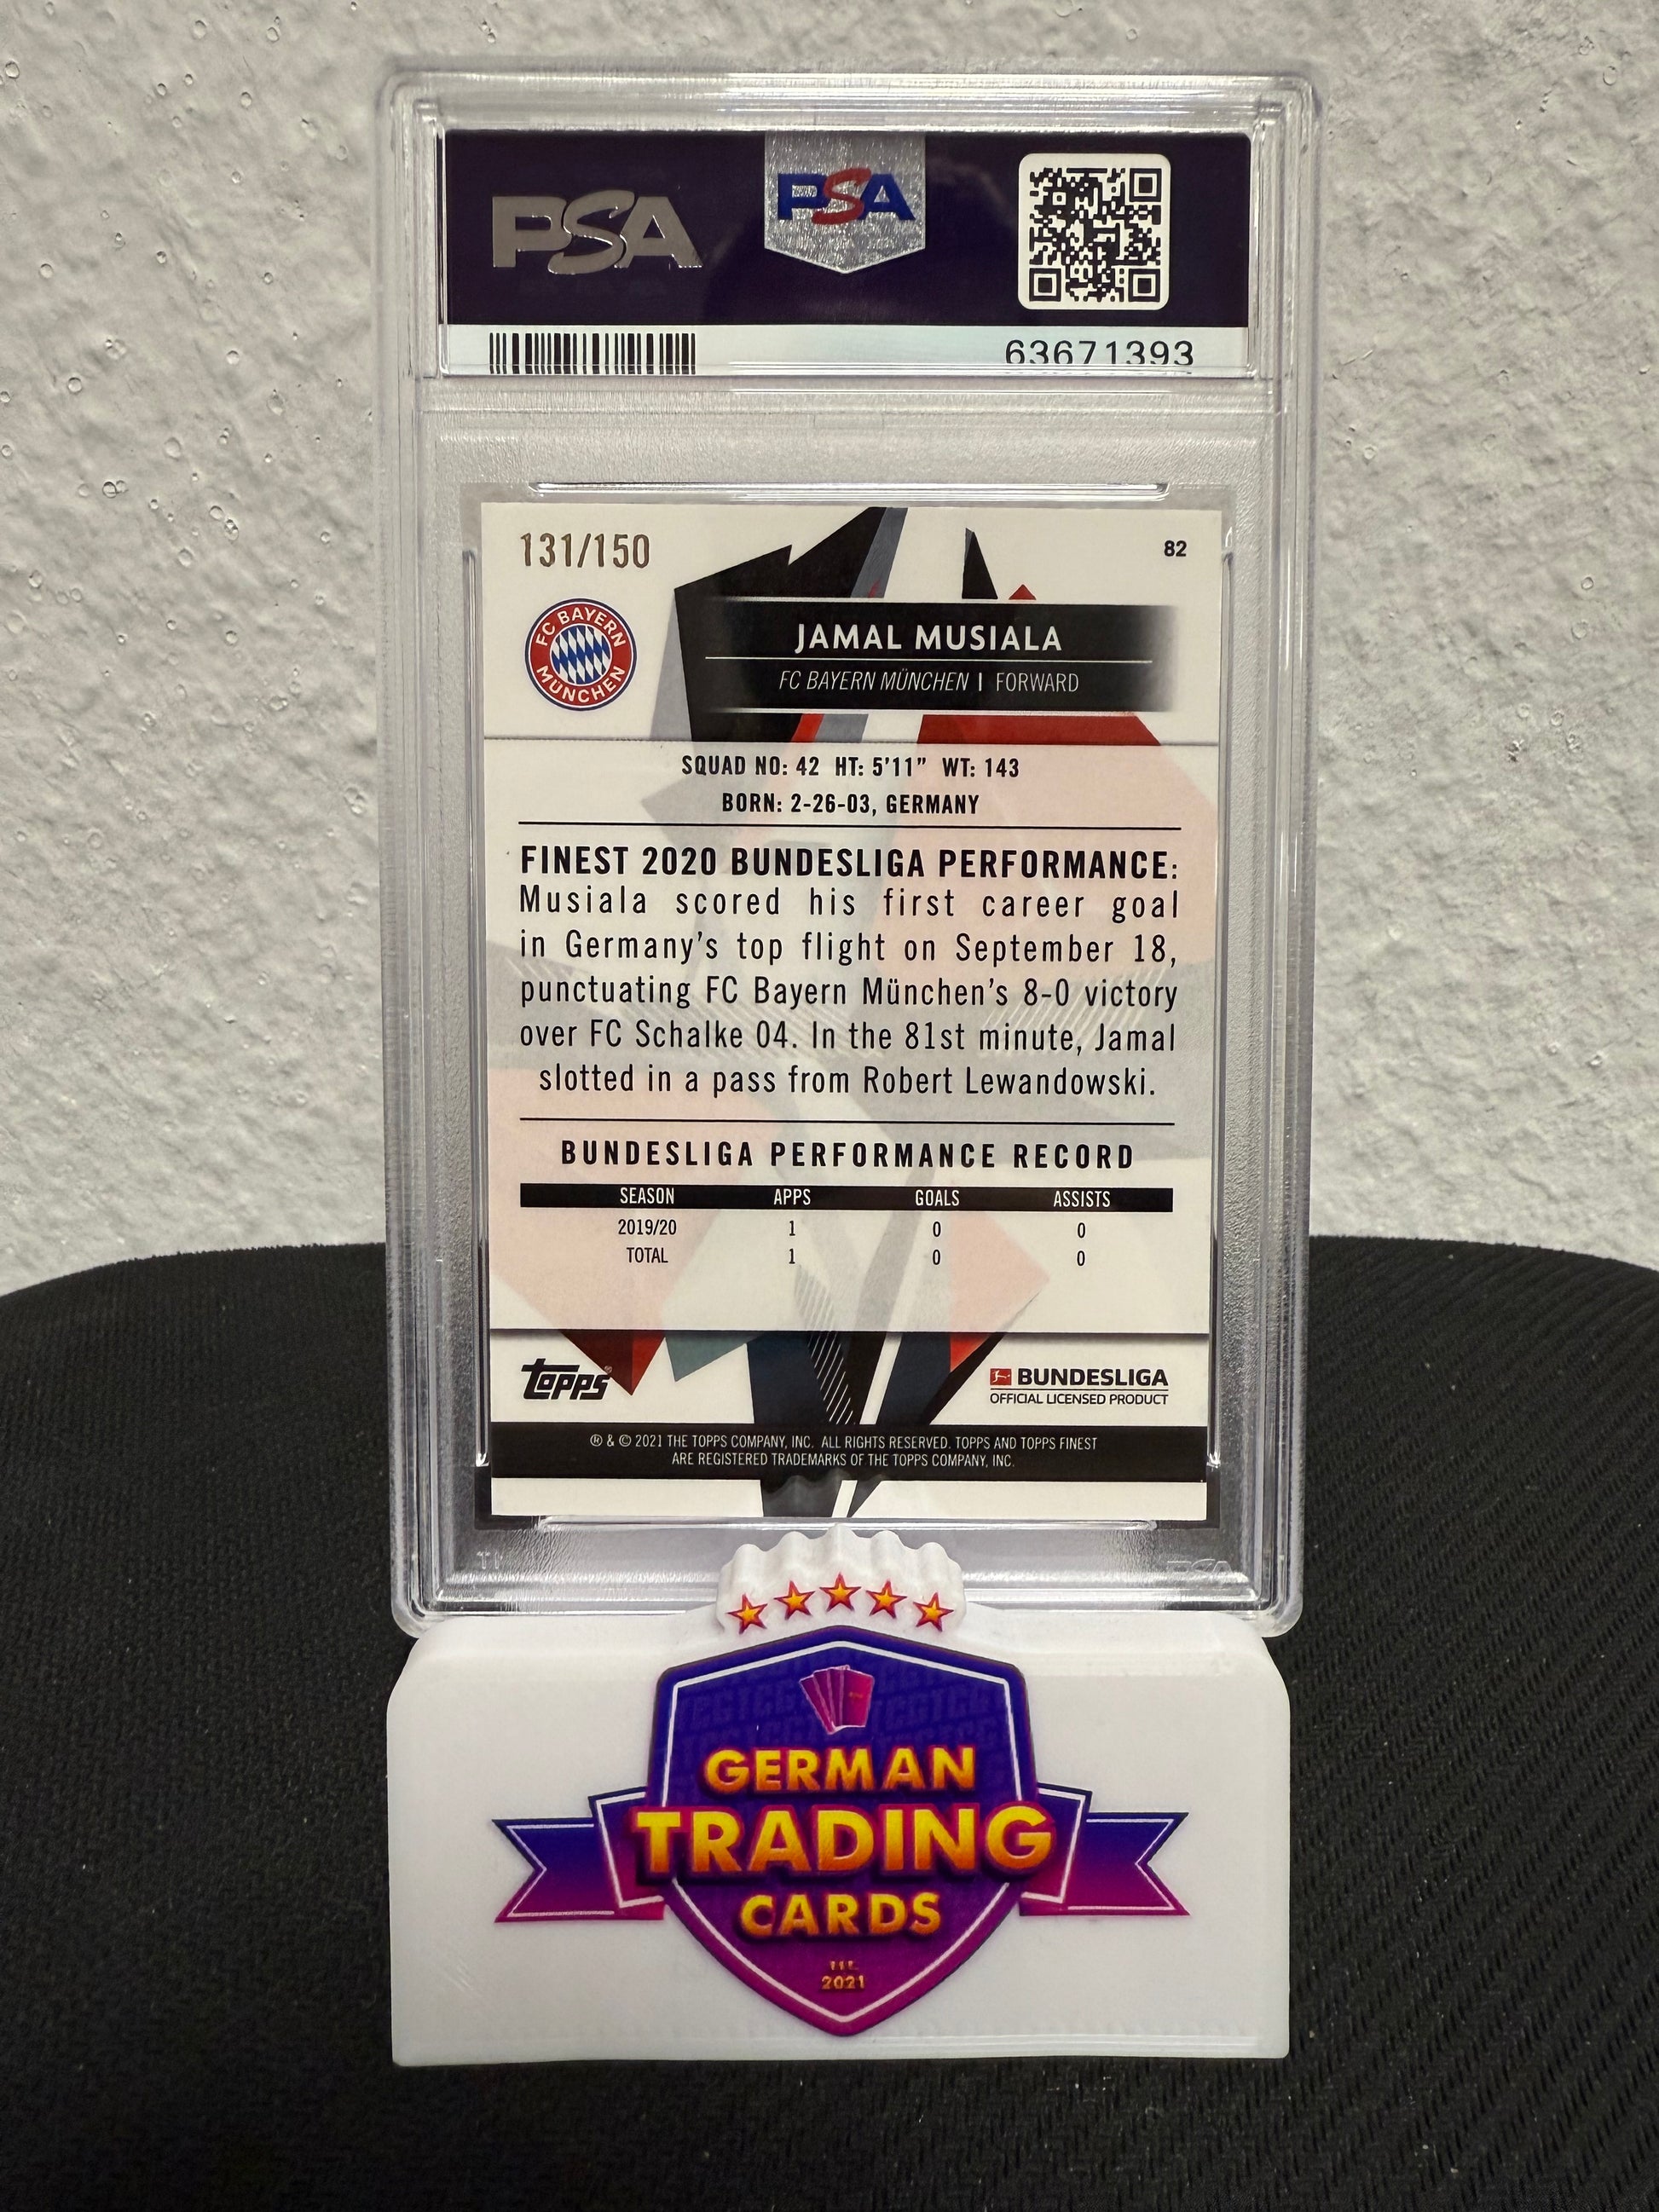 PSA PSA
63671393
131/150 82
FC BAYERN MÜNCHEN
JAMAL MUSIALA
FC BAYERN MÜNCHEN | FORWARD
SQUAD NO: 42 HT: 5'11" WT: 143
BORN: 2-26-03, GERMANY
FINEST 2020 BUNDESLIGA PERFORMANCE:
Musiala scored his first career goal
in Germany's top flight on September 18,
punctuating FC Bayern München's 8-0 victory
over FC Schalke 04. In the 81st minute, Jamal
slotted in a pass from Robert Lewandowski.
BUNDESLIGA PERFORMANCE RECORD
SEASON APPS GOALS ASSISTS
2019/20 1 0 0
TOTAL 1 0 0
topps® BUNDESLIGA
OFFICIAL LICENSED PRODUCT
® & © 2021 THE TOPPS COMPANY, INC. ALL RIGHTS RESERVED. TOPPS AND TOPPS FINEST
ARE REGISTERED TRADEMARKS OF THE TOPPS COMPANY, INC.
PSA
GERMAN
TRADING
CARDS
2021